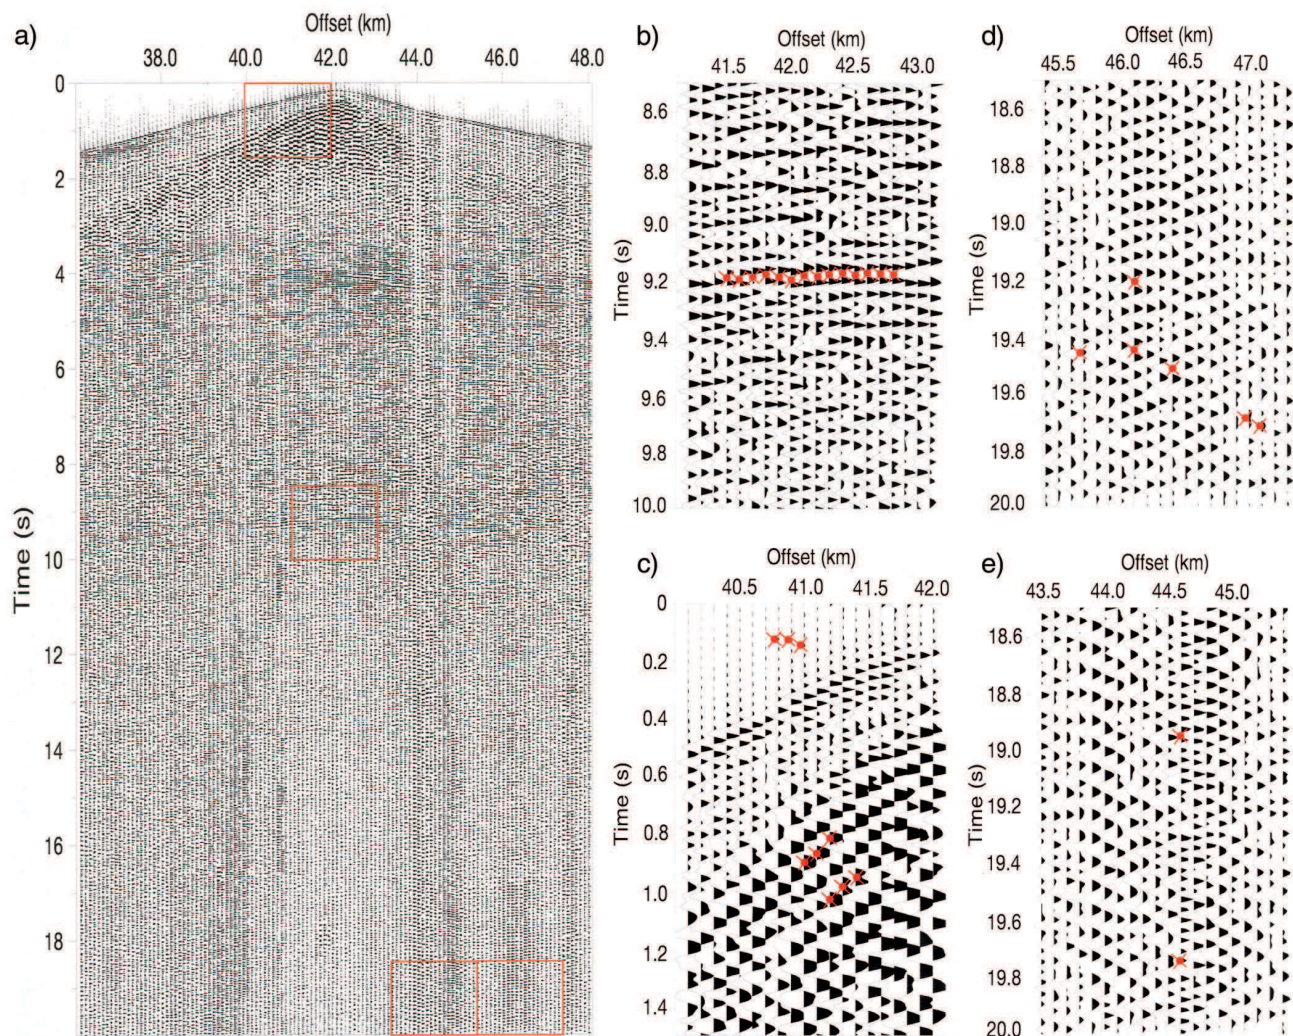 a)
Offset (km)
38.0 40.0 42.0 44.0 46.0 48.0
0
2
4
6
8
10
12
14
16
18
Time (s)
b)
Offset (km)
41.5 42.0 42.5 43.0
8.6
8.8
9.0
9.2
9.4
9.6
9.8
10.0
Time (s)
d)
Offset (km)
45.5 46.0 46.5 47.0
18.6
18.8
19.0
19.2
19.4
19.6
19.8
20.0
Time (s)
c)
Offset (km)
40.5 41.0 41.5 42.0
0
0.2
0.4
0.6
0.8
1.0
1.2
1.4
Time (s)
e)
Offset (km)
43.5 44.0 44.5 45.0
18.6
18.8
19.0
19.2
19.4
19.6
19.8
20.0
Time (s)